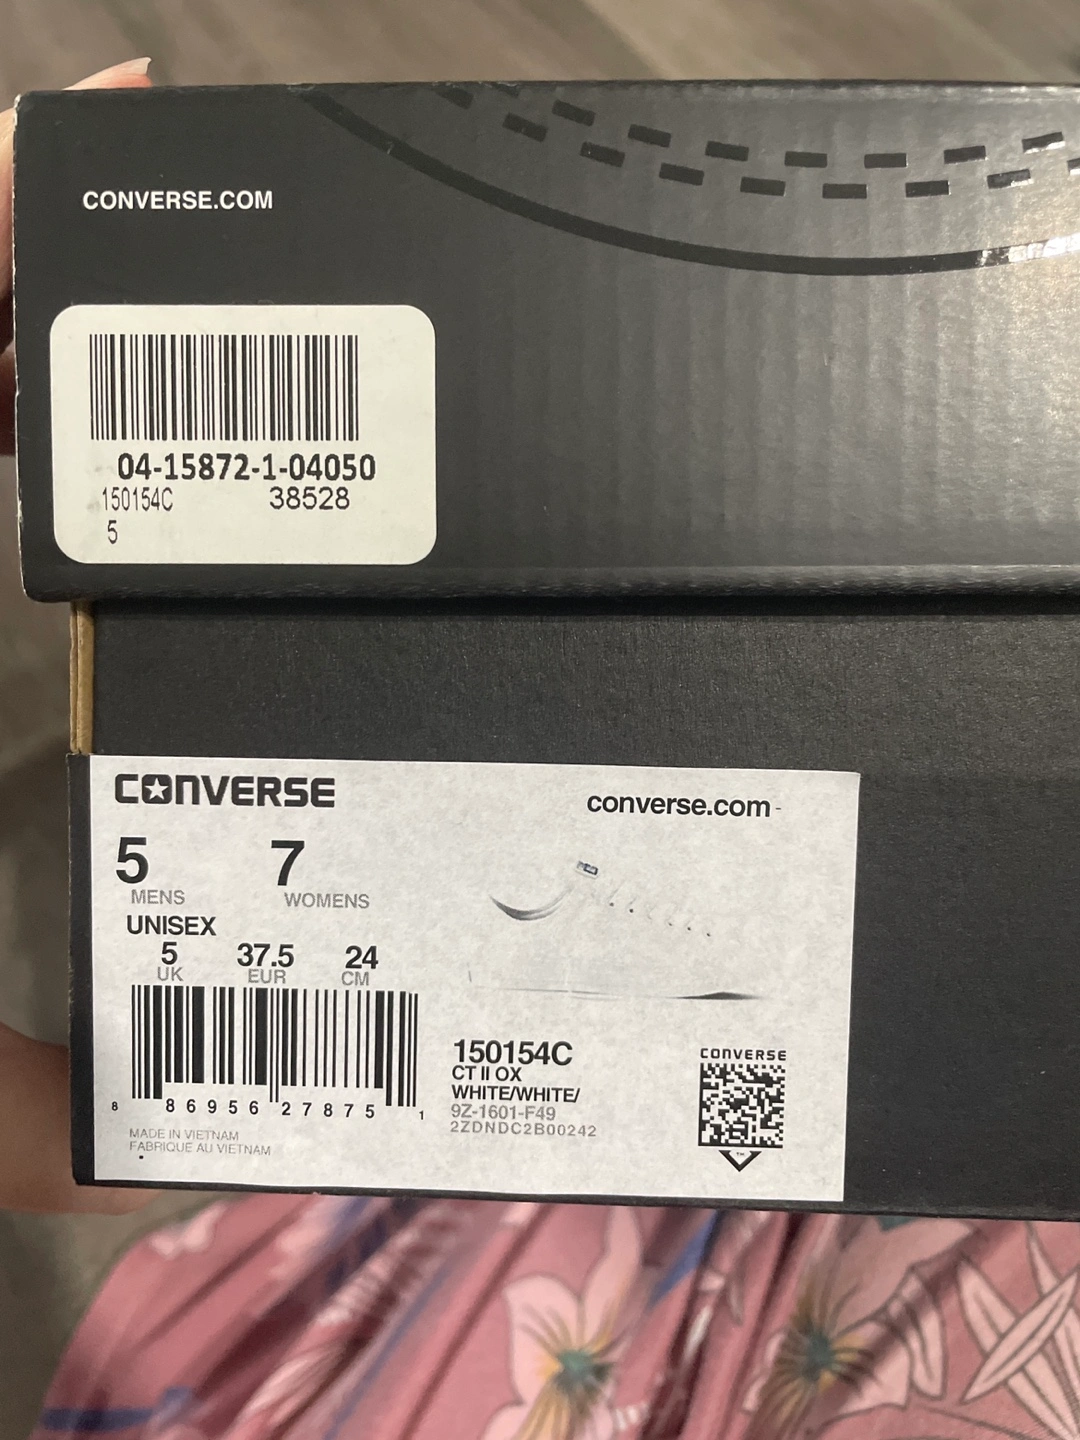 CONVERSE.COM
04-15872-1-04050
150154C 38528
5
CONVERSE
converse.com
5 7
MENS WOMENS
UNISEX
5 37.5 24
UK EUR CM
8 86956 27875 1
MADE IN VIETNAM
FABRIQUE AU VIETNAM
150154C
CT II OX
WHITE/WHITE/
9Z-1601-F49
2ZDNDC2B00242
CONVERSE
TM